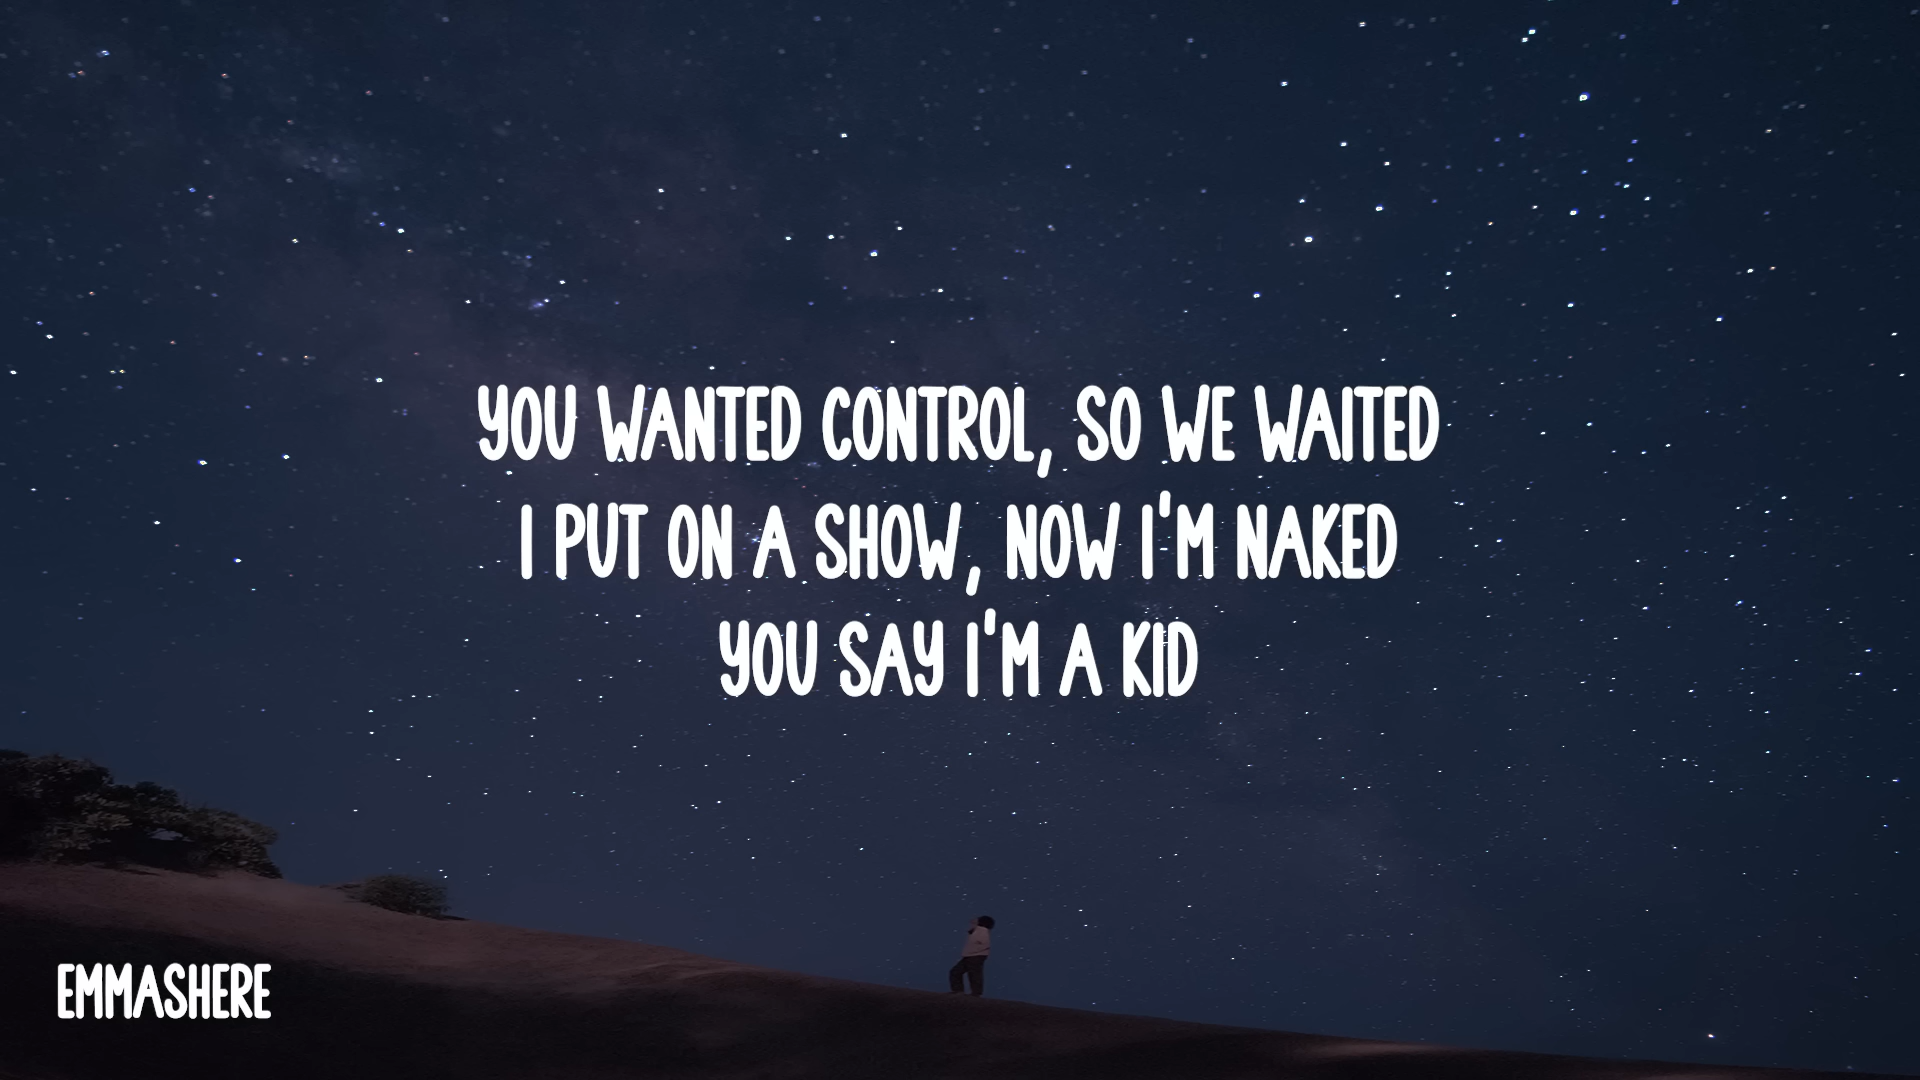 YOU WANTED CONTROL, SO WE WAITED
I PUT ON A SHOW, NOW I'M NAKED
YOU SAY I'M A KID
EMMASHERE